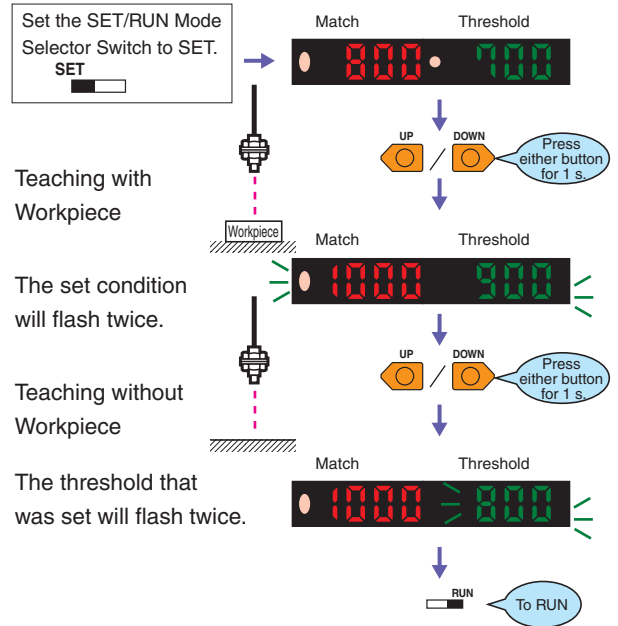 Set the SET/RUN Mode
Selector Switch to SET.
SET
Match Threshold
800 700
UP / DOWN
Press
either button
for 1 s.
Teaching with
Workpiece
Workpiece
Match Threshold
1000 900
The set condition
will flash twice.
UP / DOWN
Press
either button
for 1 s.
Teaching without
Workpiece
Match Threshold
1000 800
The threshold that
was set will flash twice.
RUN
To RUN